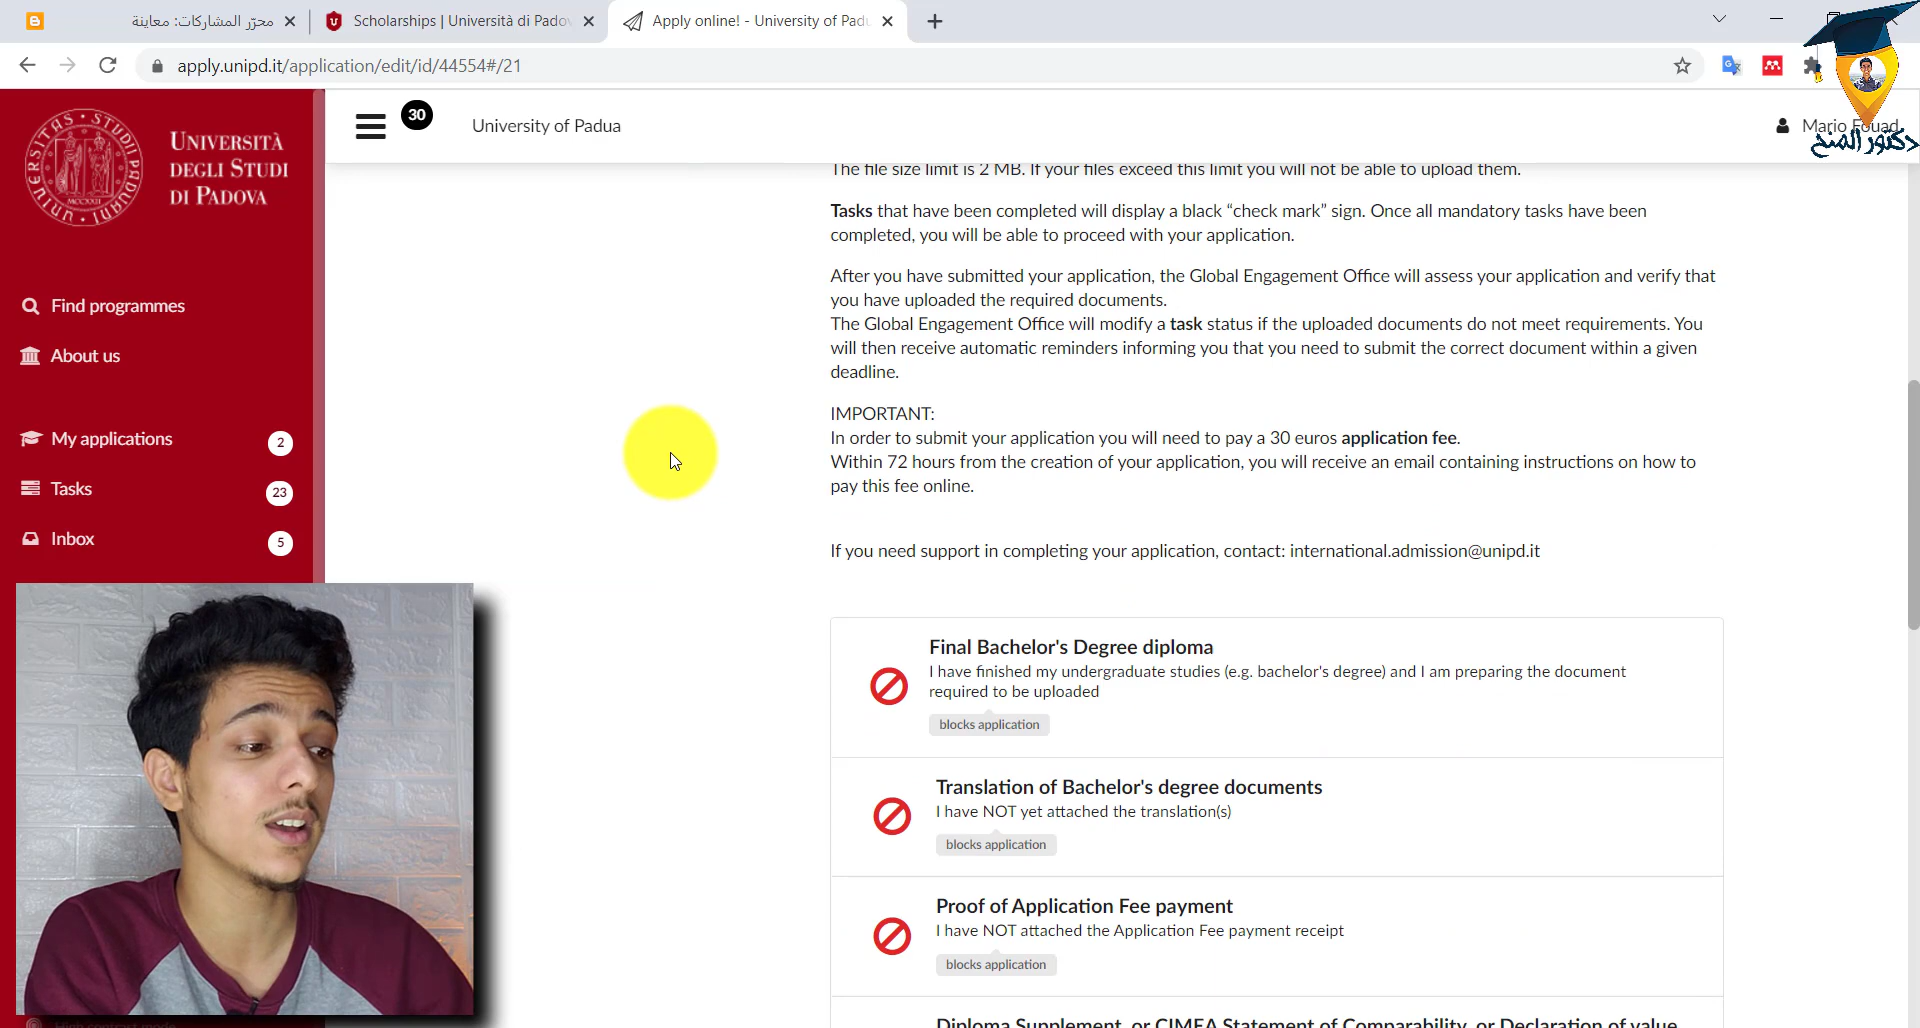 محرّر المشاركات: معاينة
Scholarships | Università di Padov
Apply online! - University of Padu
apply.unipd.it/application/edit/id/44554#/21
دكتور المنح
UNIVERSITÀ
DEGLI STUDI
DI PADOVA
30
University of Padua
Mario Fouad
Find programmes
About us
My applications
2
Tasks
23
Inbox
5
The file size limit is 2 MB. If your files exceed this limit you will not be able to upload them.
Tasks that have been completed will display a black “check mark” sign. Once all mandatory tasks have been
completed, you will be able to proceed with your application.
After you have submitted your application, the Global Engagement Office will assess your application and verify that
you have uploaded the required documents.
The Global Engagement Office will modify a task status if the uploaded documents do not meet requirements. You
will then receive automatic reminders informing you that you need to submit the correct document within a given
deadline.
IMPORTANT:
In order to submit your application you will need to pay a 30 euros application fee.
Within 72 hours from the creation of your application, you will receive an email containing instructions on how to
pay this fee online.
If you need support in completing your application, contact: international.admission@unipd.it
Final Bachelor's Degree diploma
I have finished my undergraduate studies (e.g. bachelor's degree) and I am preparing the document
required to be uploaded
blocks application
Translation of Bachelor's degree documents
I have NOT yet attached the translation(s)
blocks application
Proof of Application Fee payment
I have NOT attached the Application Fee payment receipt
blocks application
Diploma Supplement, or CIMEA Statement of Comparability, or Declaration of value
High contrast mode